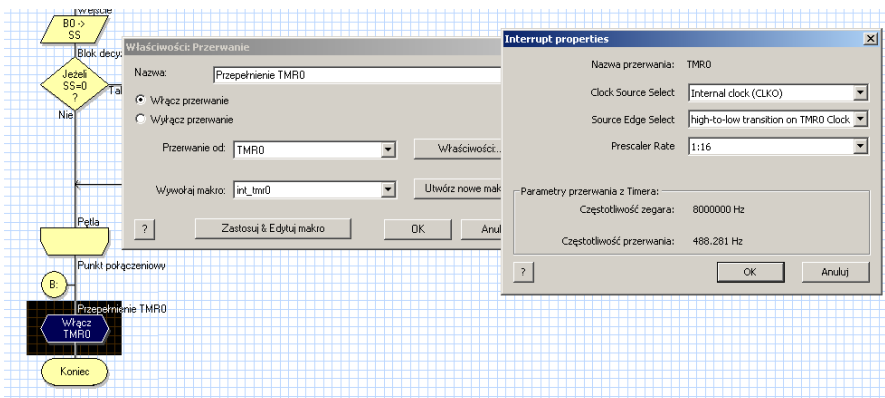 Wejście
B0 ->
SS
Blok decyz
Jeżeli
SS=0
?
Tak
Nie
Pętla
Punkt połączeniowy
B:
Przepełnienie TMR0
Włącz
TMR0
Koniec
Właściwości: Przerwanie
Nazwa: Przepełnienie TMR0
Włącz przerwanie
Wyłącz przerwanie
Przerwanie od: TMR0 Właściwości..
Wywołaj makro: int_tmr0 Utwórz nowe mak
? Zastosuj & Edytuj makro OK Anul
Interrupt properties
Nazwa przerwania: TMR0
Clock Source Select Internal clock (CLKO)
Source Edge Select high-to-low transition on TMR0 Clock
Prescaler Rate 1:16
Parametry przerwania z Timera:
Częstotliwość zegara: 8000000 Hz
Częstotliwość przerwania: 488.281 Hz
? OK Anuluj